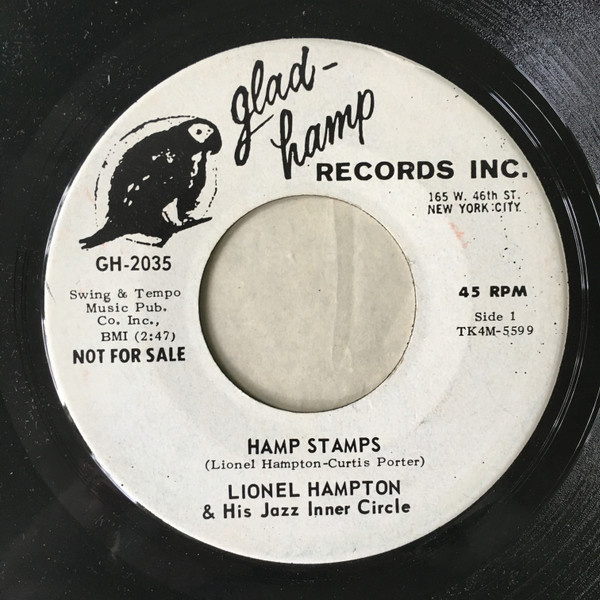 glad-
hamp
RECORDS INC.
165 W. 46th ST.
NEW YORK CITY
GH-2035
Swing & Tempo
Music Pub.
Co. Inc.,
BMI (2:47)
NOT FOR SALE
45 RPM
Side 1
TK4M-5599
HAMP STAMPS
(Lionel Hampton-Curtis Porter)
LIONEL HAMPTON
& His Jazz Inner Circle